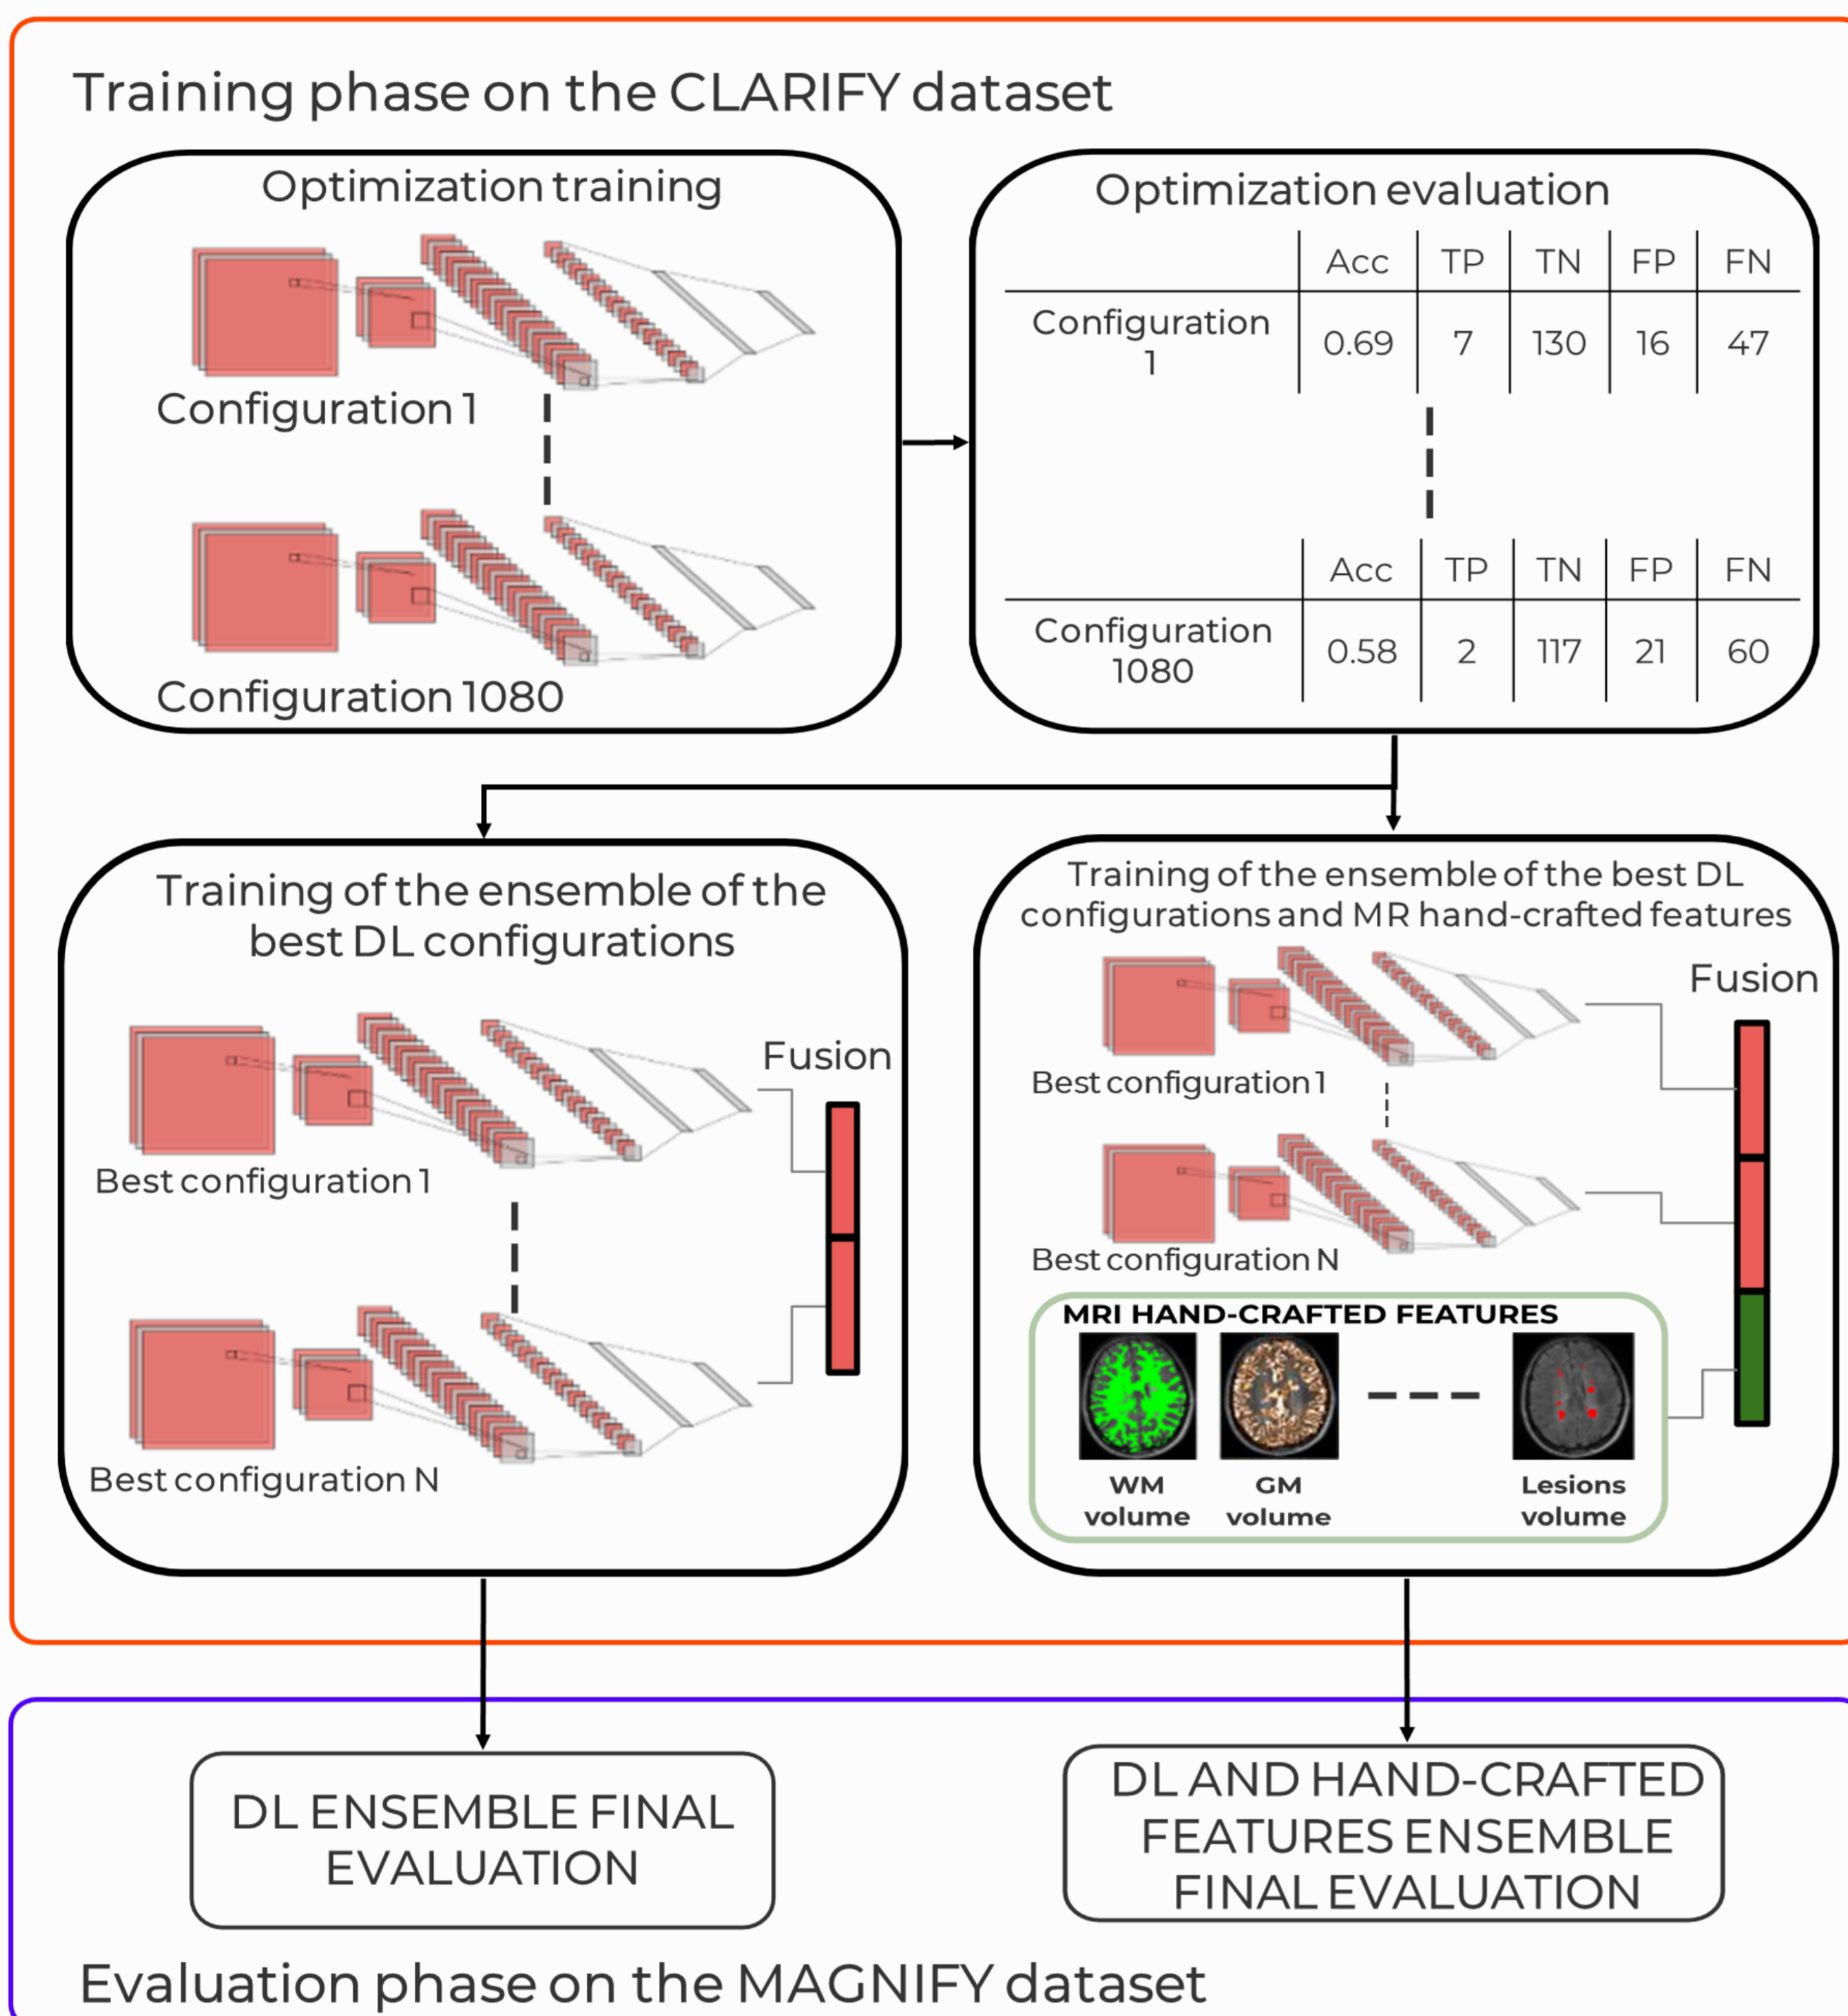 Training phase on the CLARIFY dataset
Optimization training
Configuration 1
Configuration 1080
Optimization evaluation
Acc TP TN FP FN
Configuration
1
0.69 7 130 16 47
Acc TP TN FP FN
Configuration
1080
0.58 2 117 21 60
Training of the ensemble of the
best DL configurations
Fusion
Best configuration 1
Best configuration N
Training of the ensemble of the best DL
configurations and MR hand-crafted features
Fusion
Best configuration 1
Best configuration N
MRI HAND-CRAFTED FEATURES
WM
volume
GM
volume
Lesions
volume
DL ENSEMBLE FINAL
EVALUATION
DL AND HAND-CRAFTED
FEATURES ENSEMBLE
FINAL EVALUATION
Evaluation phase on the MAGNIFY dataset